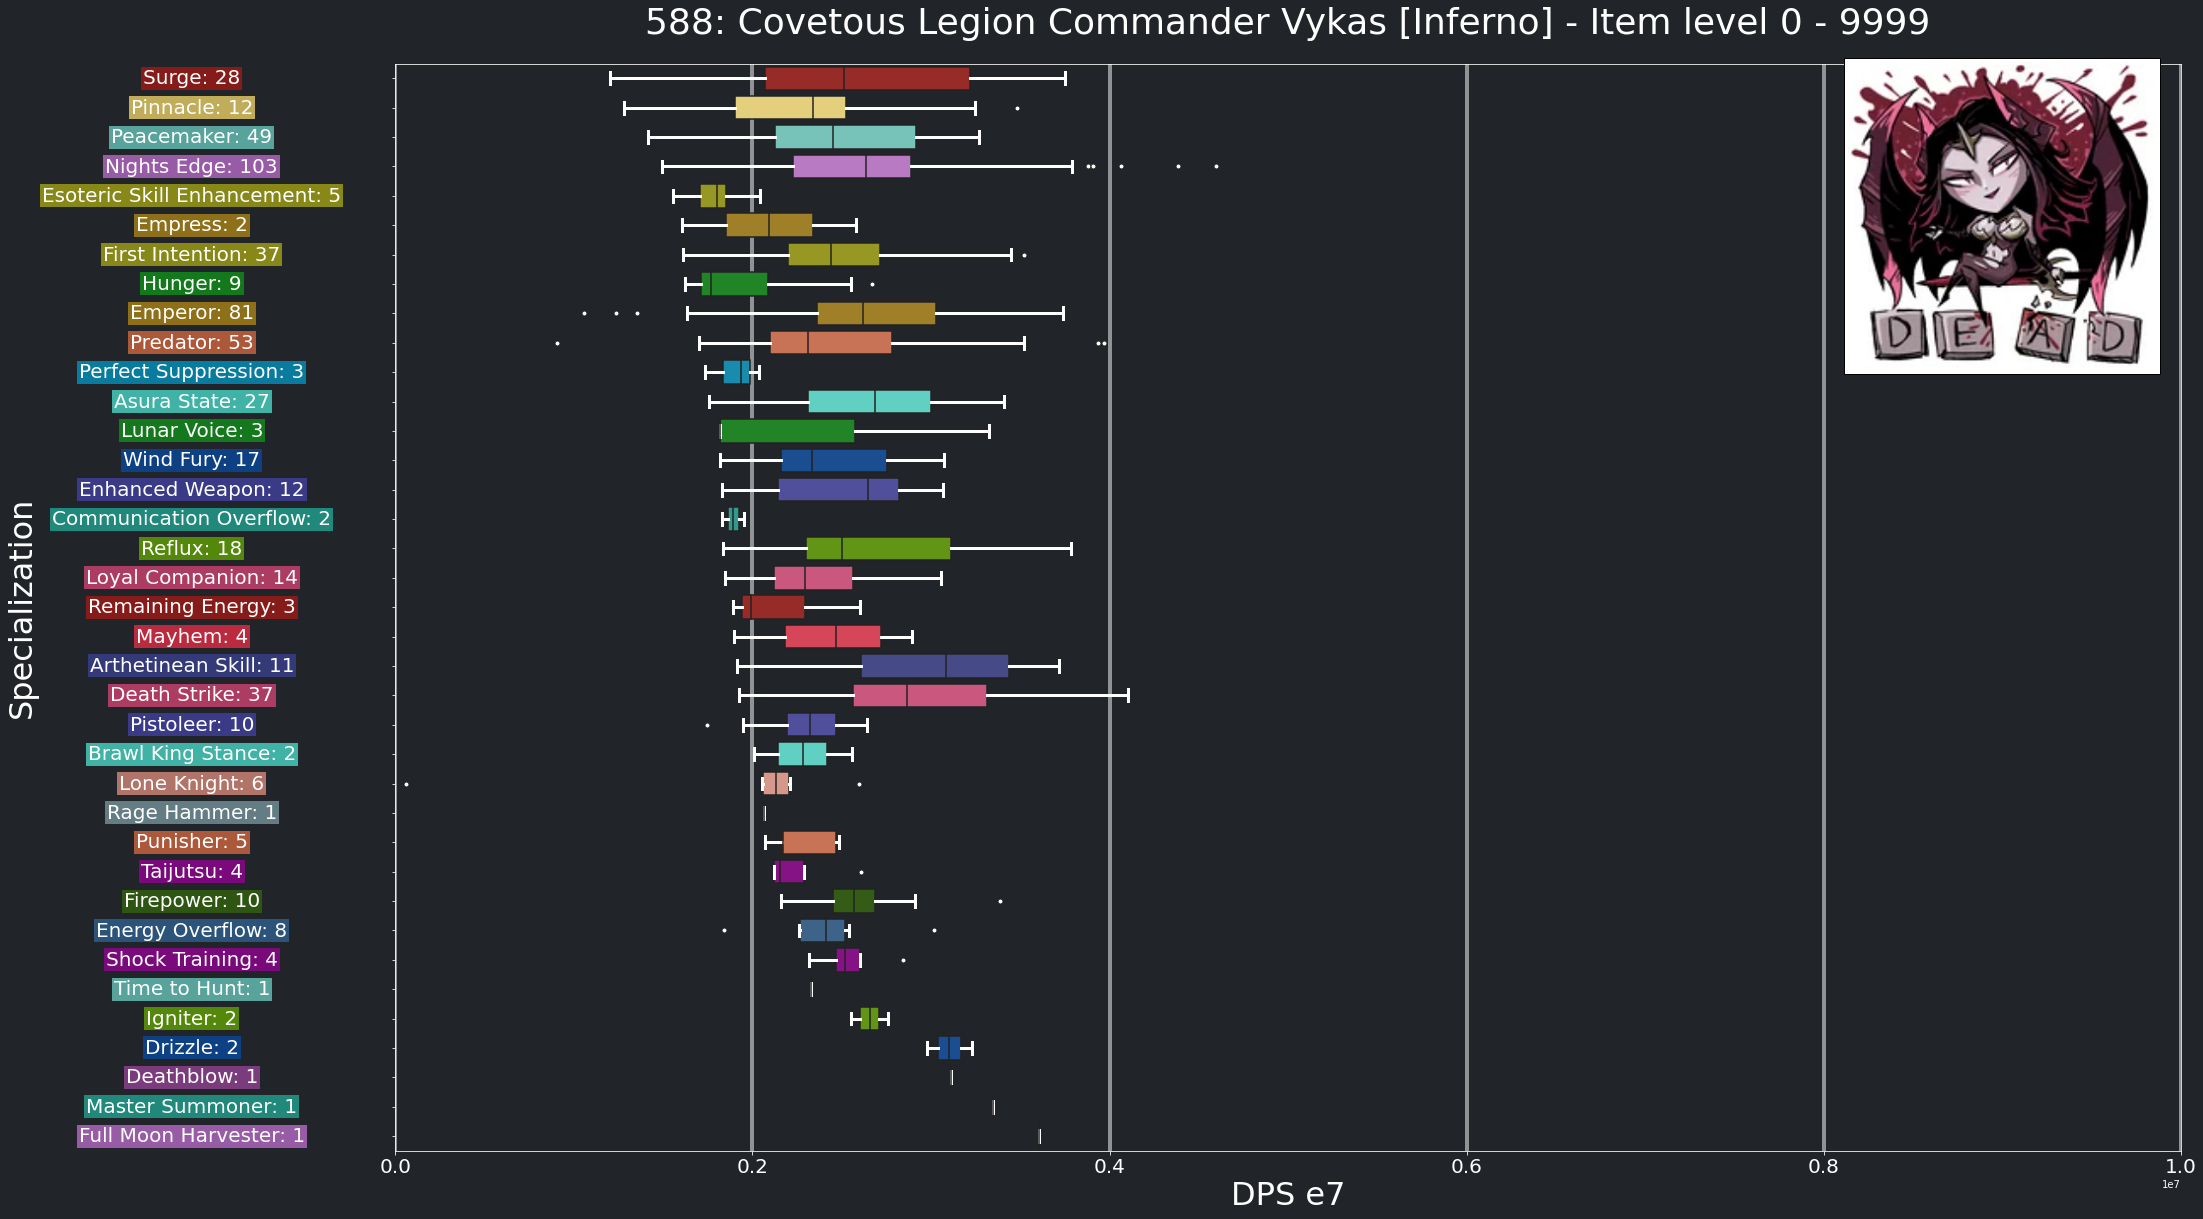 588: Covetous Legion Commander Vykas [Inferno] - Item level 0 - 9999
Specialization
Surge: 28
Pinnacle: 12
Peacemaker: 49
Nights Edge: 103
Esoteric Skill Enhancement: 5
Empress: 2
First Intention: 37
Hunger: 9
Emperor: 81
Predator: 53
Perfect Suppression: 3
Asura State: 27
Lunar Voice: 3
Wind Fury: 17
Enhanced Weapon: 12
Communication Overflow: 2
Reflux: 18
Loyal Companion: 14
Remaining Energy: 3
Mayhem: 4
Arthetinean Skill: 11
Death Strike: 37
Pistoleer: 10
Brawl King Stance: 2
Lone Knight: 6
Rage Hammer: 1
Punisher: 5
Taijutsu: 4
Firepower: 10
Energy Overflow: 8
Shock Training: 4
Time to Hunt: 1
Igniter: 2
Drizzle: 2
Deathblow: 1
Master Summoner: 1
Full Moon Harvester: 1
DEAD
0.0 0.2 0.4 0.6 0.8 1.0
1e7
DPS e7